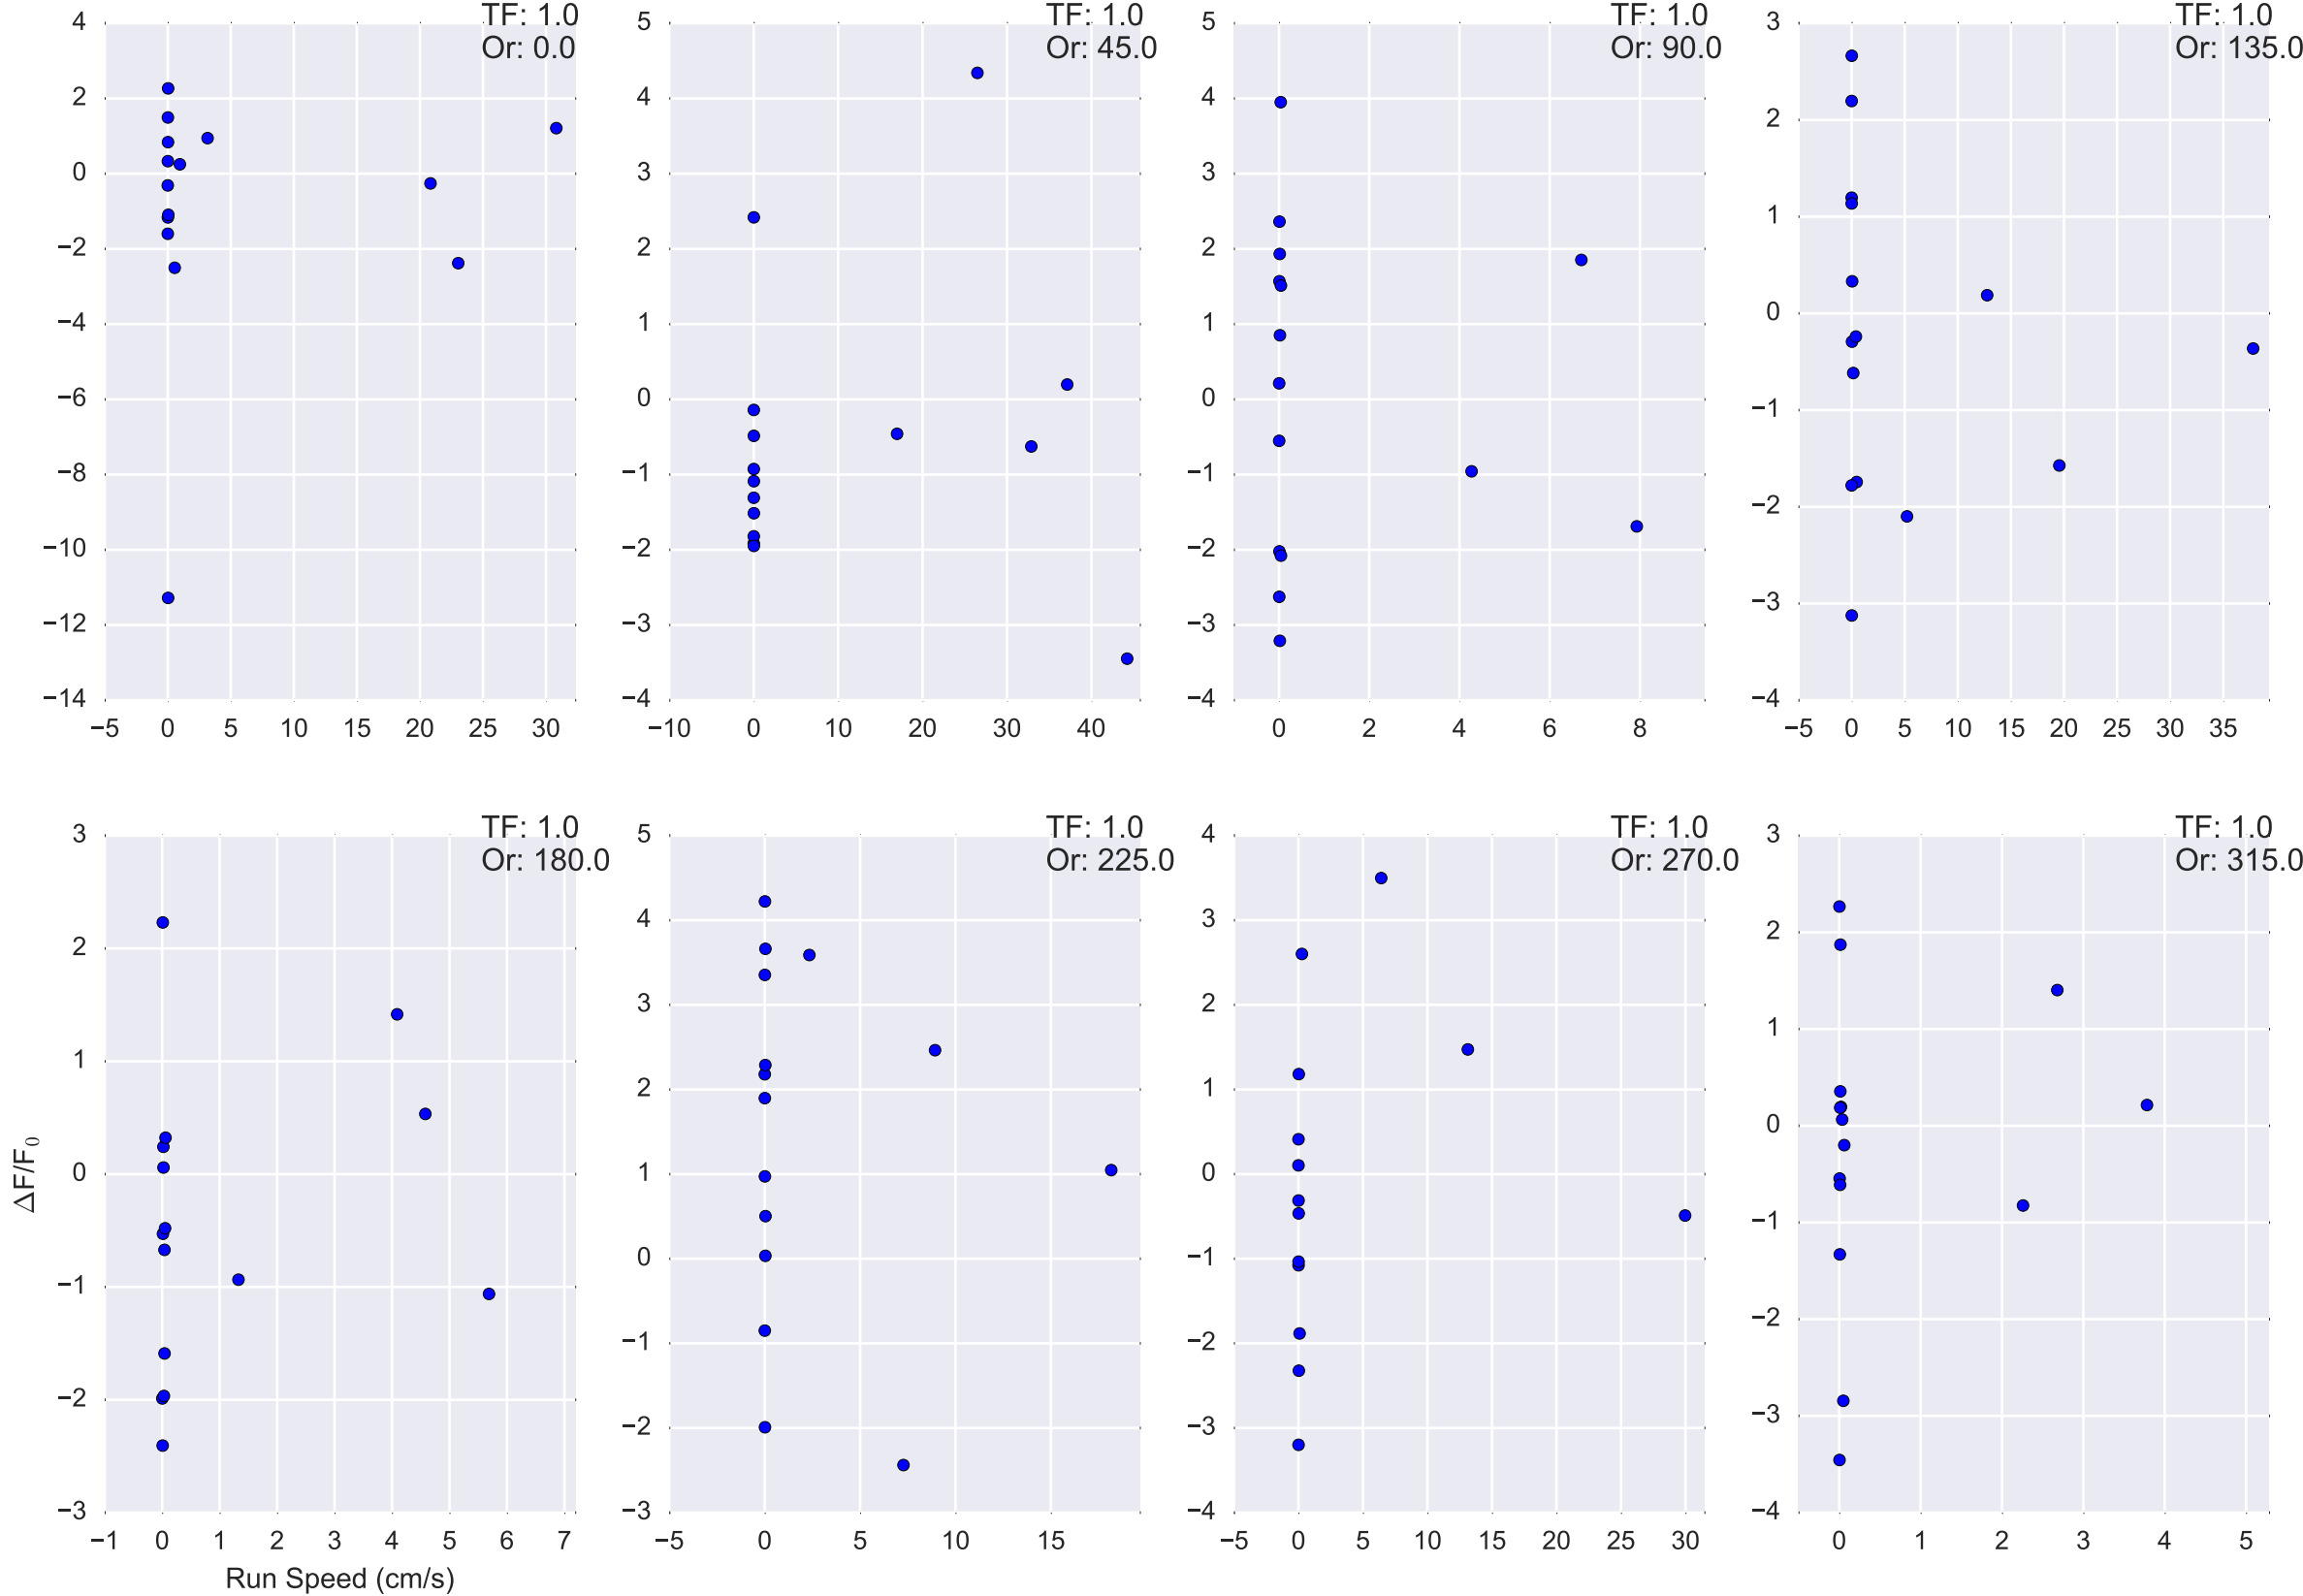 TF: 1.0
Or: 0.0
4
2
0
−2
−4
−6
−8
−10
−12
−14
−5 0 5 10 15 20 25 30
TF: 1.0
Or: 45.0
5
4
3
2
1
0
−1
−2
−3
−4
−10 0 10 20 30 40
TF: 1.0
Or: 90.0
5
4
3
2
1
0
−1
−2
−3
−4
0 2 4 6 8
TF: 1.0
Or: 135.0
3
2
1
0
−1
−2
−3
−4
−5 0 5 10 15 20 25 30 35
TF: 1.0
Or: 180.0
3
2
1
0
−1
−2
−3
−1 0 1 2 3 4 5 6 7
ΔF/F₀
Run Speed (cm/s)
TF: 1.0
Or: 225.0
5
4
3
2
1
0
−1
−2
−3
−5 0 5 10 15
TF: 1.0
Or: 270.0
4
3
2
1
0
−1
−2
−3
−4
−5 0 5 10 15 20 25 30
TF: 1.0
Or: 315.0
3
2
1
0
−1
−2
−3
−4
0 1 2 3 4 5